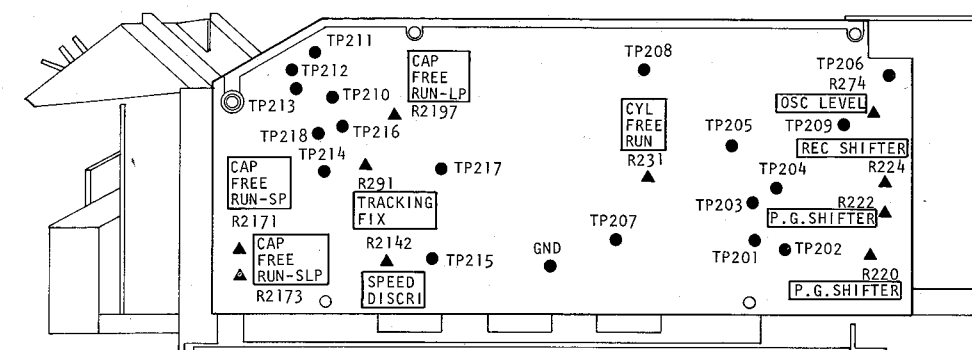 TP211
TP212
TP213
TP210
TP218
TP216
TP214
CAP
FREE
RUN-LP
R2197
CAP
FREE
RUN-SP
R2171
CAP
FREE
RUN-SLP
R2173
R291
TRACKING
FIX
R2142
SPEED
DISCRI
TP217
TP215
GND
TP208
CYL
FREE
RUN
R231
TP207
TP205
TP206
R274
OSC LEVEL
TP209
REC SHIFTER
R224
TP204
TP203
R222
P.G.SHIFTER
TP201
TP202
R220
P.G.SHIFTER